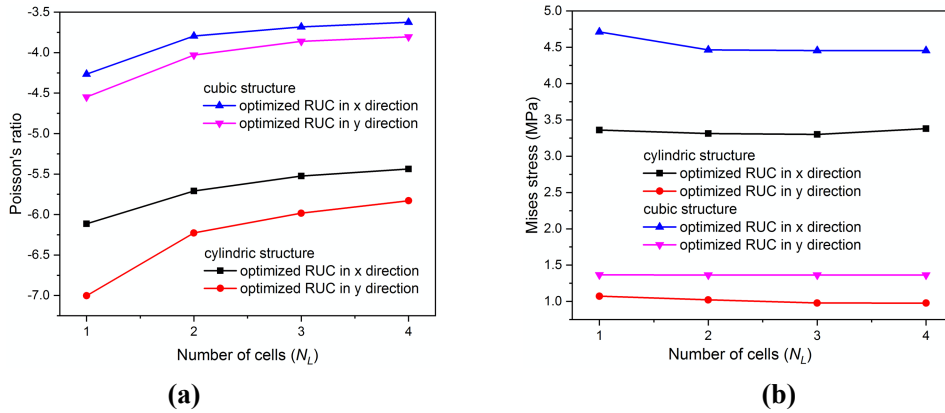 (a)
-3.5
-4.0
-4.5
-5.0
-5.5
-6.0
-6.5
-7.0
Poisson's ratio
cubic structure
optimized RUC in x direction
optimized RUC in y direction
cylindric structure
optimized RUC in x direction
optimized RUC in y direction
1 2 3 4
Number of cells (N_L)
(a)
(b)
5.0
4.5
4.0
3.5
3.0
2.5
2.0
1.5
1.0
Mises stress (MPa)
cylindric structure
optimized RUC in x direction
optimized RUC in y direction
cubic structure
optimized RUC in x direction
optimized RUC in y direction
1 2 3 4
Number of cells (N_L)
(b)